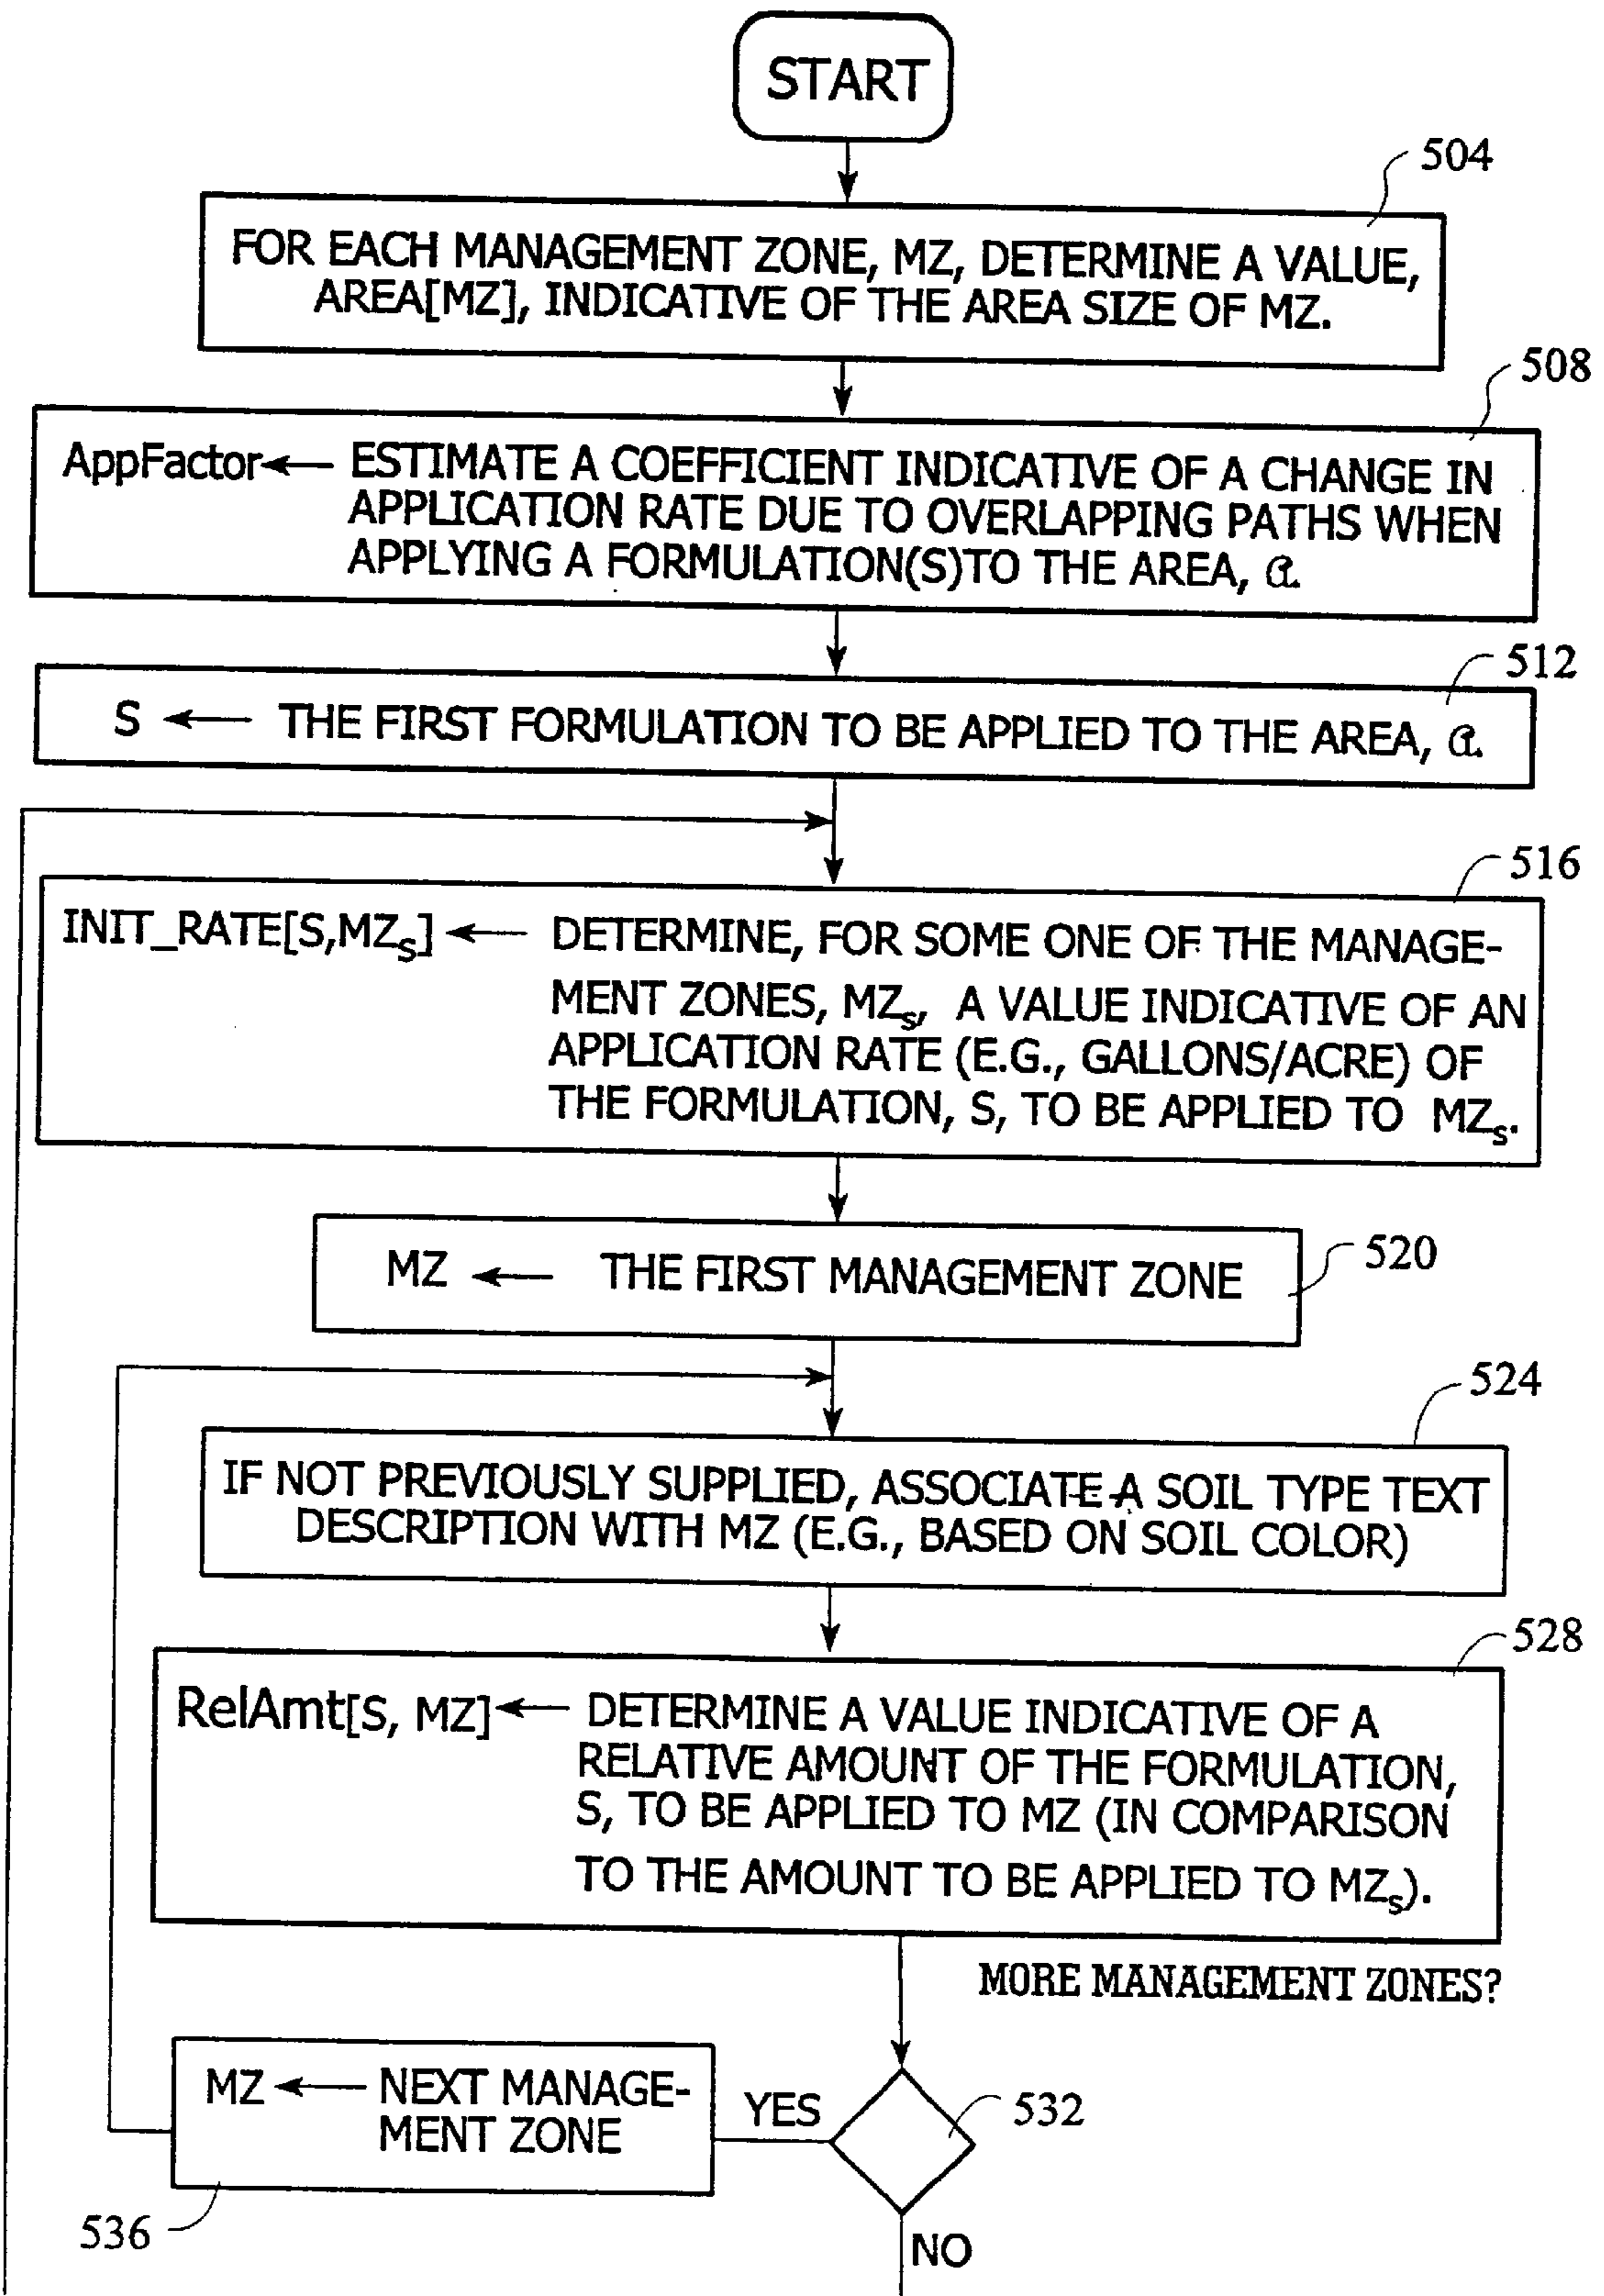 START
504
FOR EACH MANAGEMENT ZONE, MZ, DETERMINE A VALUE,
AREA[MZ], INDICATIVE OF THE AREA SIZE OF MZ.
508
AppFactor← ESTIMATE A COEFFICIENT INDICATIVE OF A CHANGE IN
APPLICATION RATE DUE TO OVERLAPPING PATHS WHEN
APPLYING A FORMULATION(S)TO THE AREA, a.
512
S ← THE FIRST FORMULATION TO BE APPLIED TO THE AREA, a.
516
INIT_RATE[S,MZs] ← DETERMINE, FOR SOME ONE OF THE MANAGE-
MENT ZONES, MZs, A VALUE INDICATIVE OF AN
APPLICATION RATE (E.G., GALLONS/ACRE) OF
THE FORMULATION, S, TO BE APPLIED TO MZs.
520
MZ ← THE FIRST MANAGEMENT ZONE
524
IF NOT PREVIOUSLY SUPPLIED, ASSOCIATE A SOIL TYPE TEXT
DESCRIPTION WITH MZ (E.G., BASED ON SOIL COLOR)
528
RelAmt[S, MZ]← DETERMINE A VALUE INDICATIVE OF A
RELATIVE AMOUNT OF THE FORMULATION,
S, TO BE APPLIED TO MZ (IN COMPARISON
TO THE AMOUNT TO BE APPLIED TO MZs).
MORE MANAGEMENT ZONES?
MZ ← NEXT MANAGE-
MENT ZONE
YES
532
536
NO